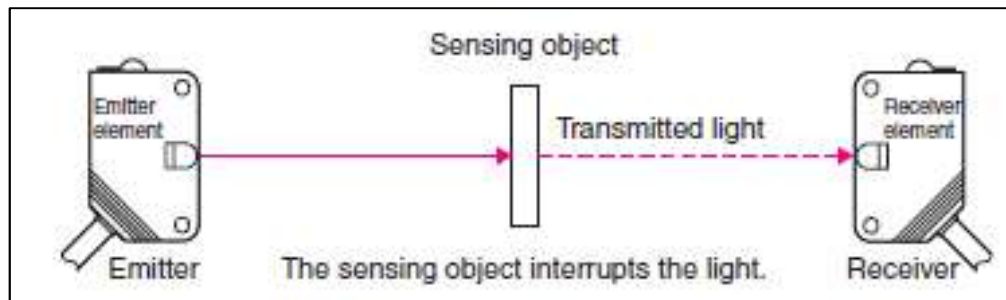 Sensing object
Emitter
element
Transmitted light
Receiver
element
Emitter
The sensing object interrupts the light.
Receiver